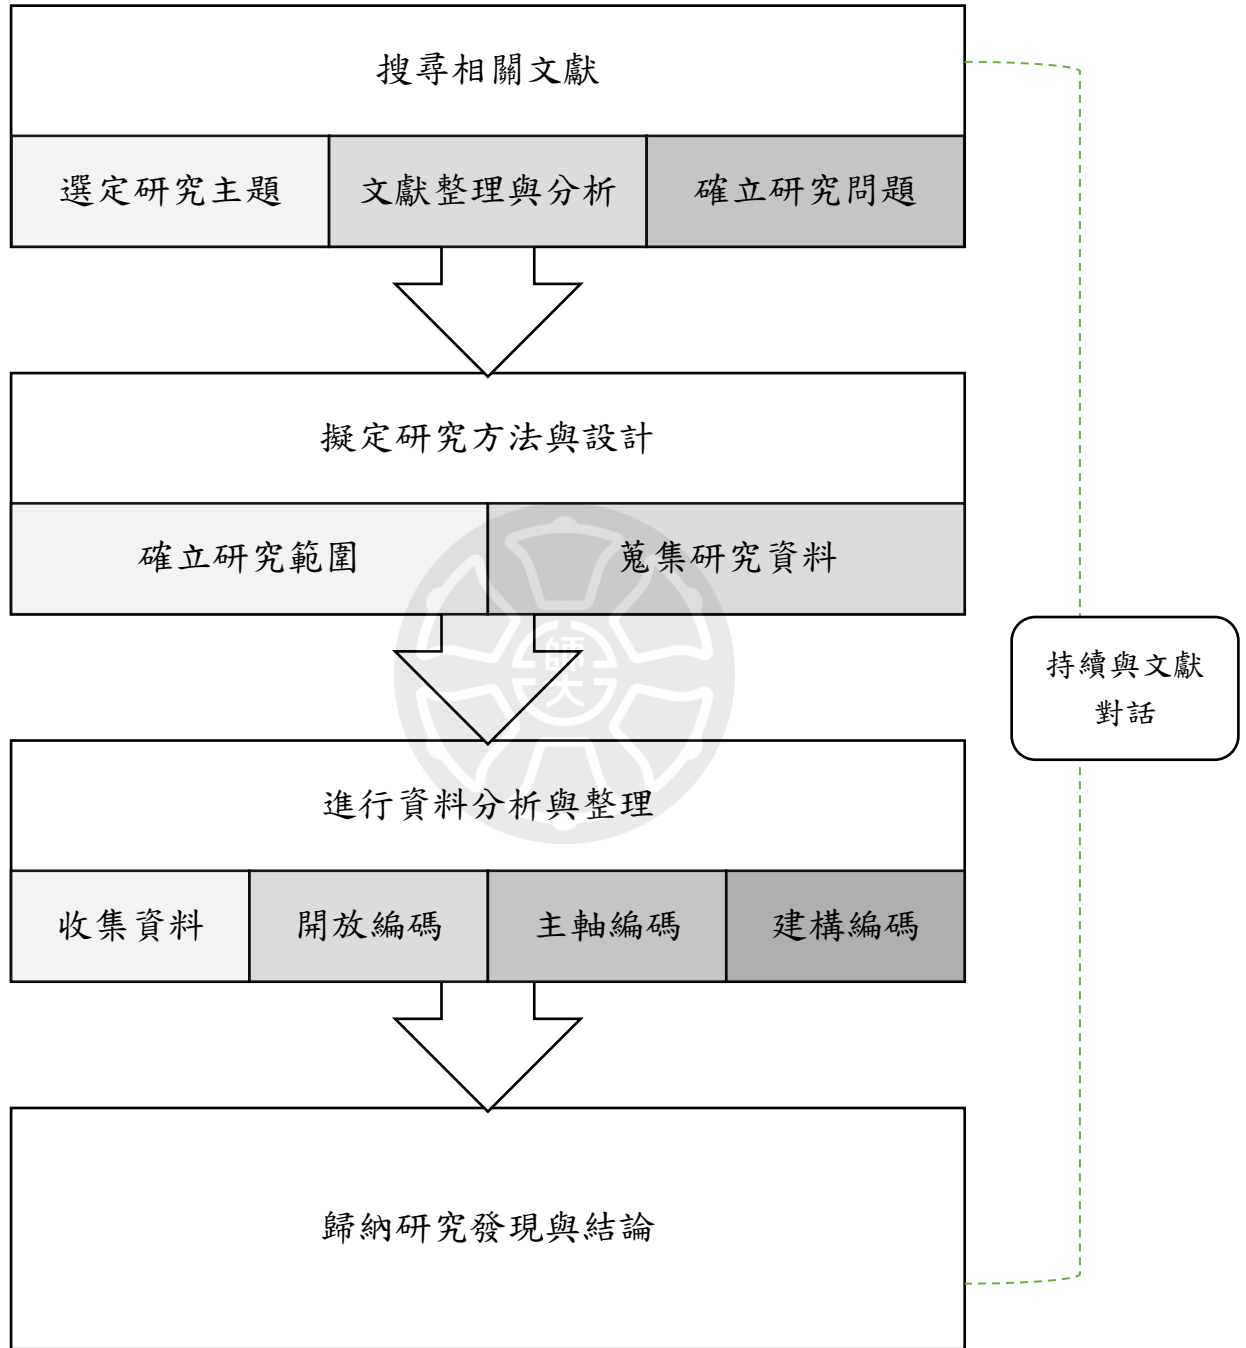 搜尋相關文獻
選定研究主題
文獻整理與分析
確立研究問題
擬定研究方法與設計
確立研究範圍
蒐集研究資料
師
大
持續與文獻
對話
進行資料分析與整理
收集資料
開放編碼
主軸編碼
建構編碼
歸納研究發現與結論